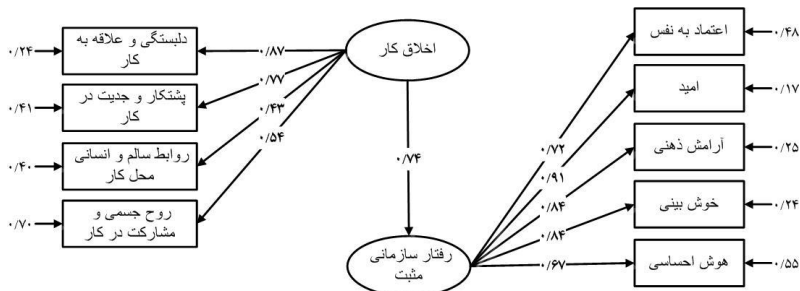 ۰/۲۴
دلبستگی و علاقه به
کار
۰/۸۷
اخلاق کار
۰/۴۱
پشتکار و جدیت در
کار
۰/۷۷
۰/۴۰
روابط سالم و انسانی
محل کار
۰/۴۳
۰/۷۰
روح جسمی و
مشارکت در کار
۰/۵۴
۰/۷۴
رفتار سازمانی
مثبت
۰/۷۲
اعتماد به نفس
۰/۴۸
۰/۹۱
امید
۰/۱۷
۰/۸۴
آرامش ذهنی
۰/۲۵
۰/۸۴
خوش بینی
۰/۲۴
۰/۶۷
هوش احساسی
۰/۵۵